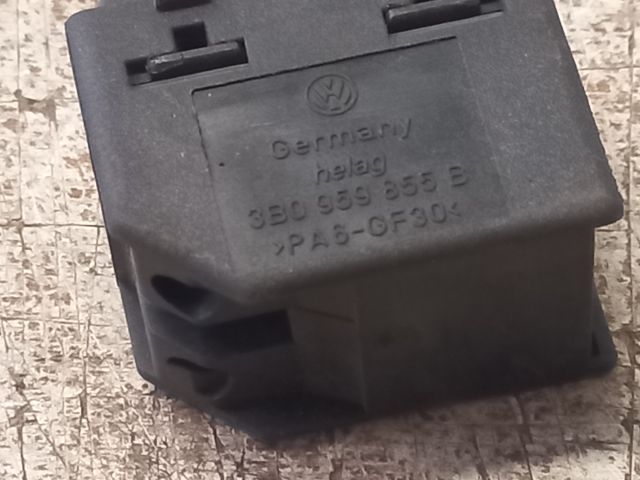 Germany
helag
3B0 959 855 B
>PA6-GF30<